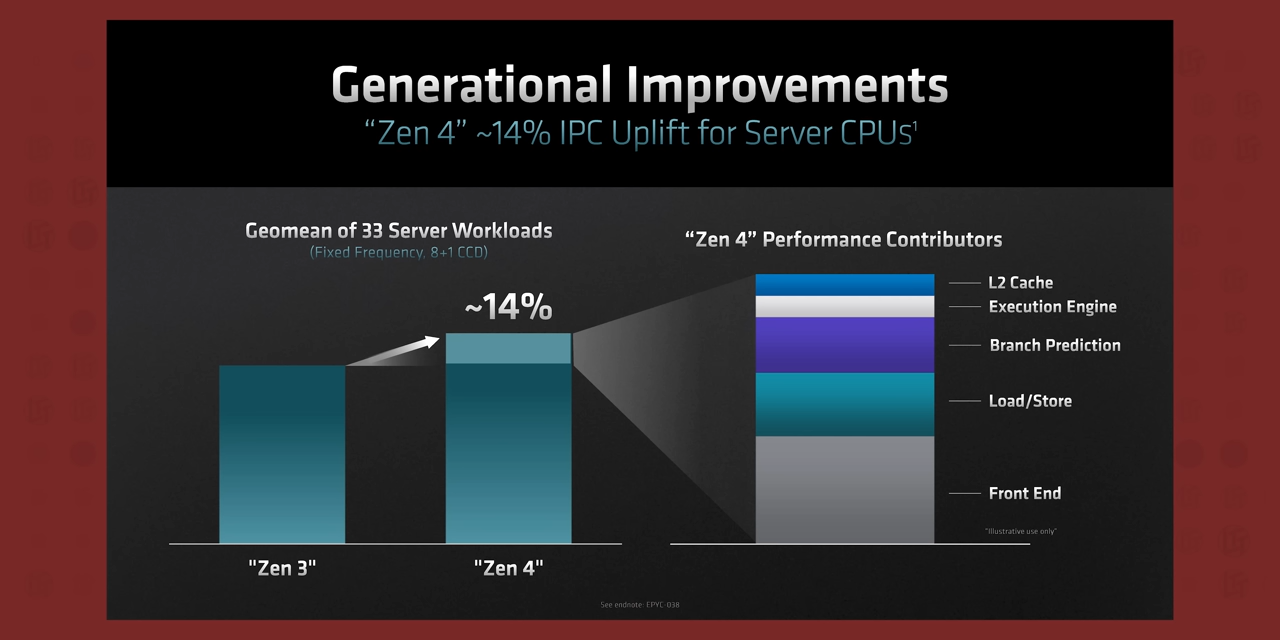 Generational Improvements
“Zen 4” ~14% IPC Uplift for Server CPUs¹
Geomean of 33 Server Workloads
(Fixed Frequency, 8+1 CCD)
~14%
"Zen 3"
"Zen 4"
“Zen 4” Performance Contributors
L2 Cache
Execution Engine
Branch Prediction
Load/Store
Front End
"Illustrative use only"
See endnote: EPYC-038